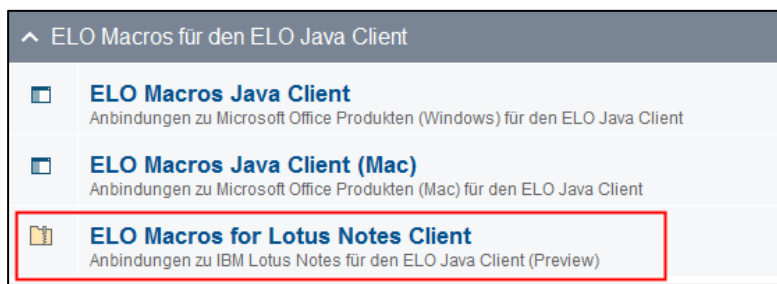 ELO Macros für den ELO Java Client
ELO Macros Java Client
Anbindungen zu Microsoft Office Produkten (Windows) für den ELO Java Client
ELO Macros Java Client (Mac)
Anbindungen zu Microsoft Office Produkten (Mac) für den ELO Java Client
ELO Macros for Lotus Notes Client
Anbindungen zu IBM Lotus Notes für den ELO Java Client (Preview)